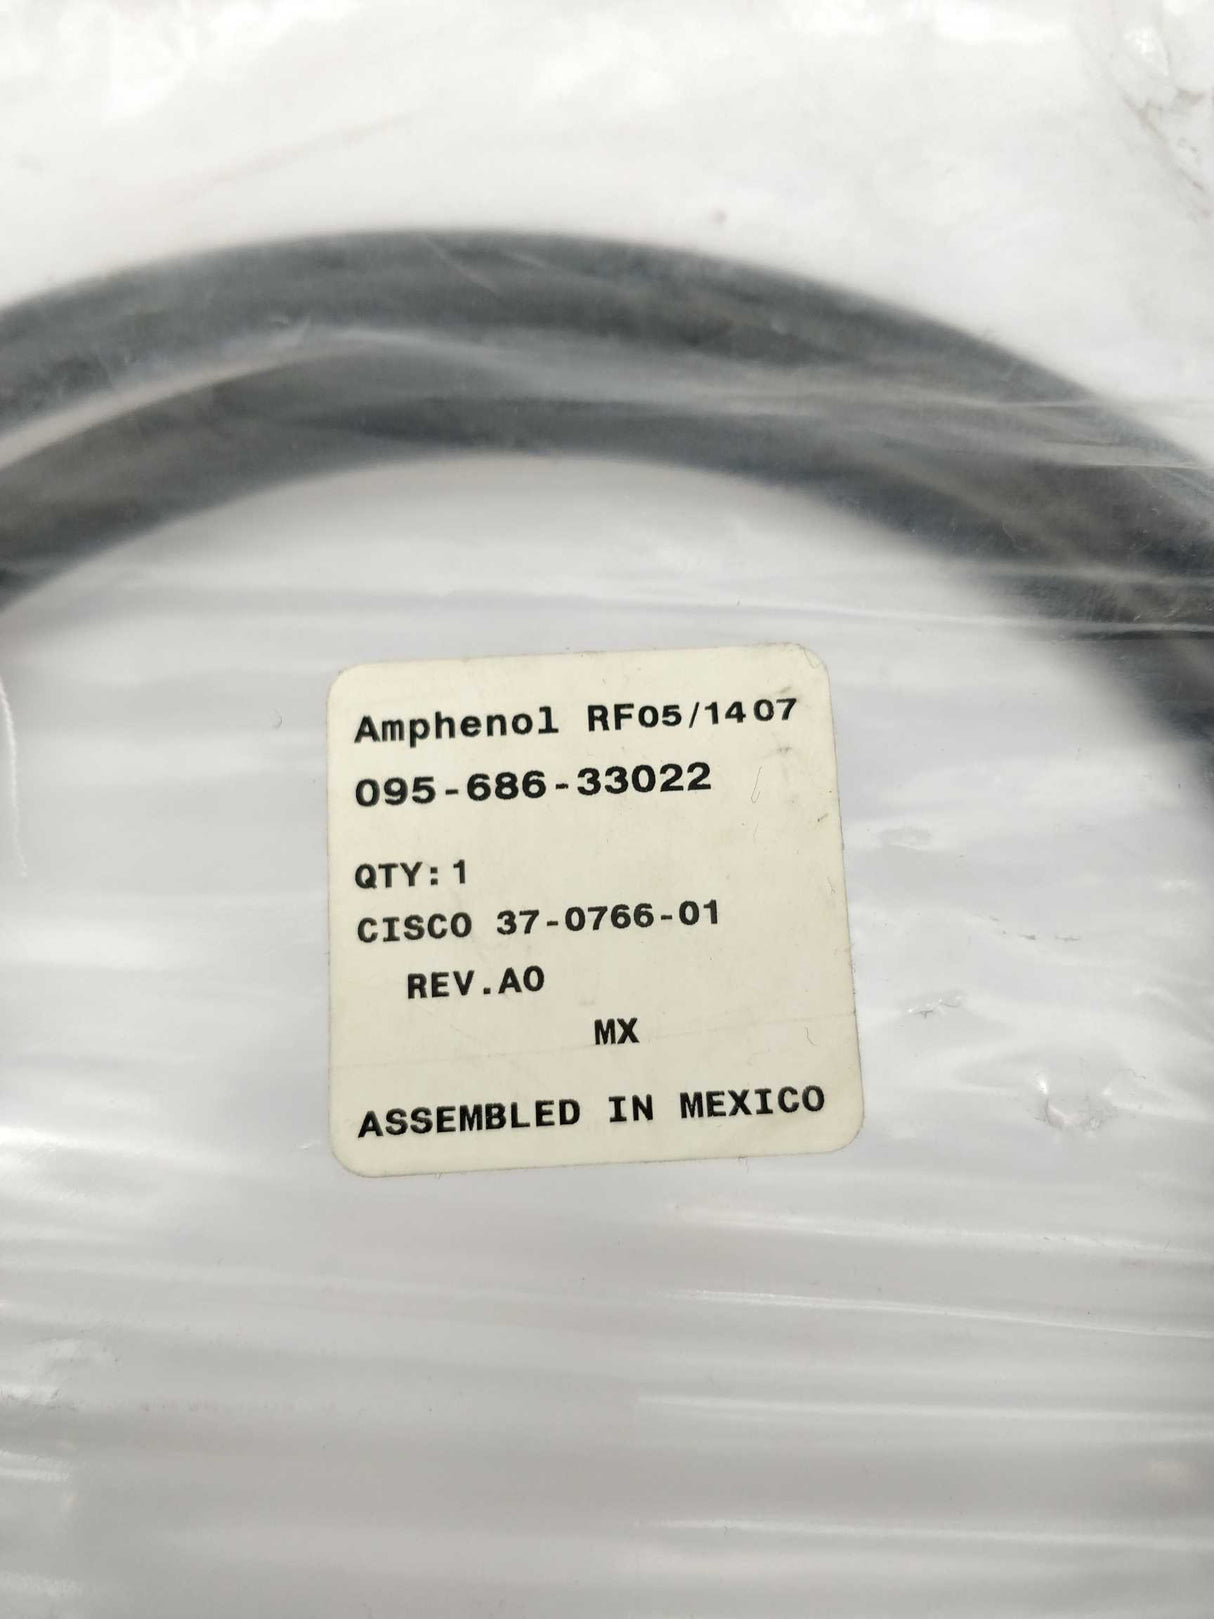 Amphenol RF05/1407
095-686-33022
QTY: 1
CISCO 37-0766-01
REV.A0
MX
ASSEMBLED IN MEXICO